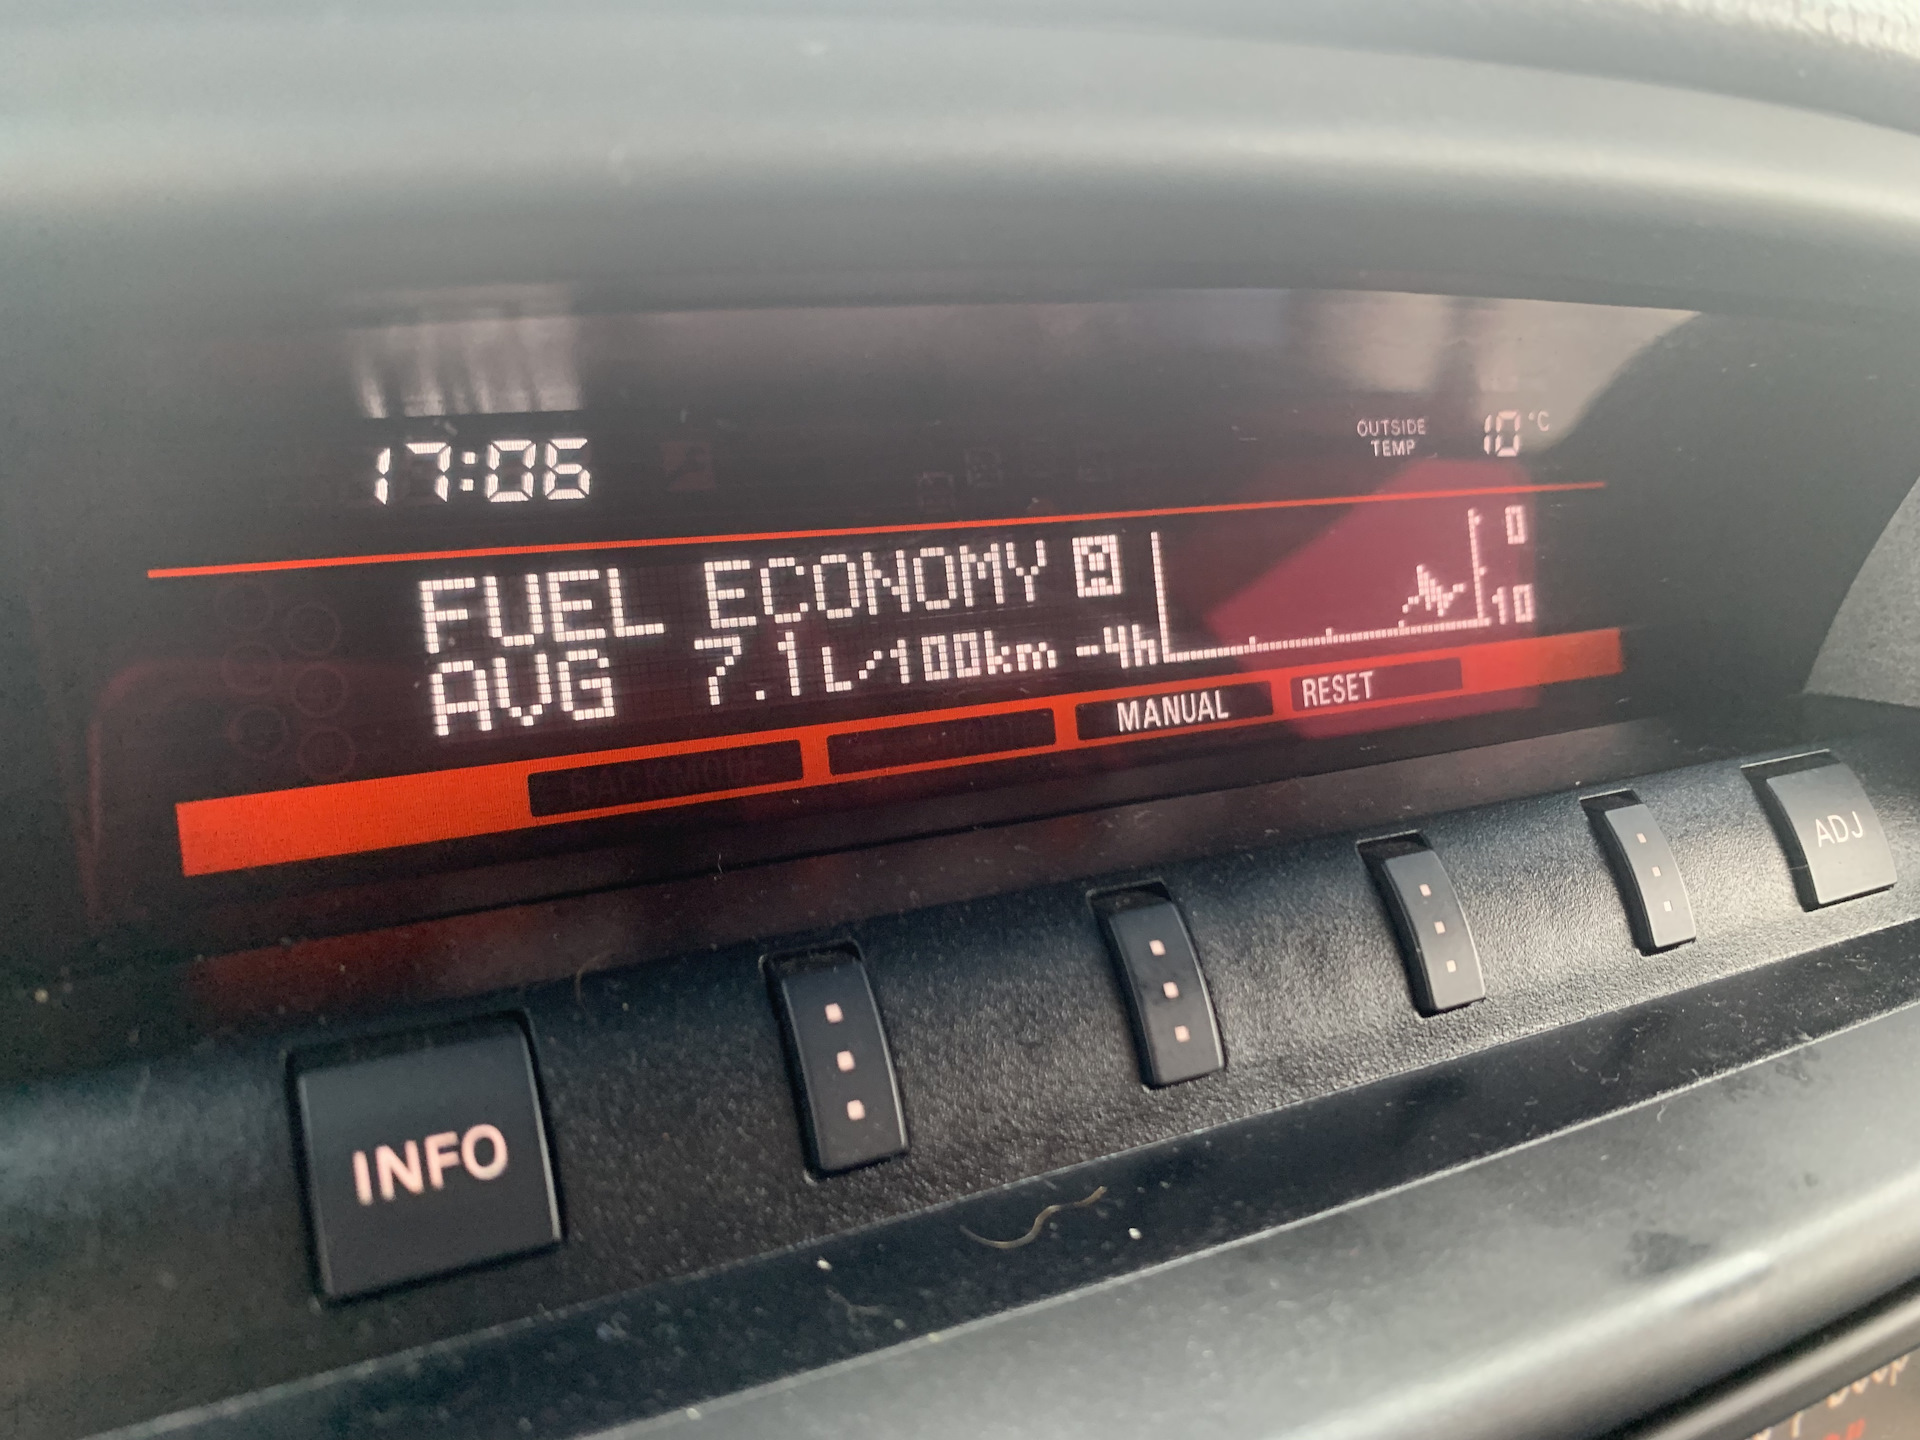 17:06
OUTSIDE TEMP 10 °C
FUEL ECONOMY A 0
AVG 7.1L/100km -4h 10
MANUAL RESET
INFO ADJ